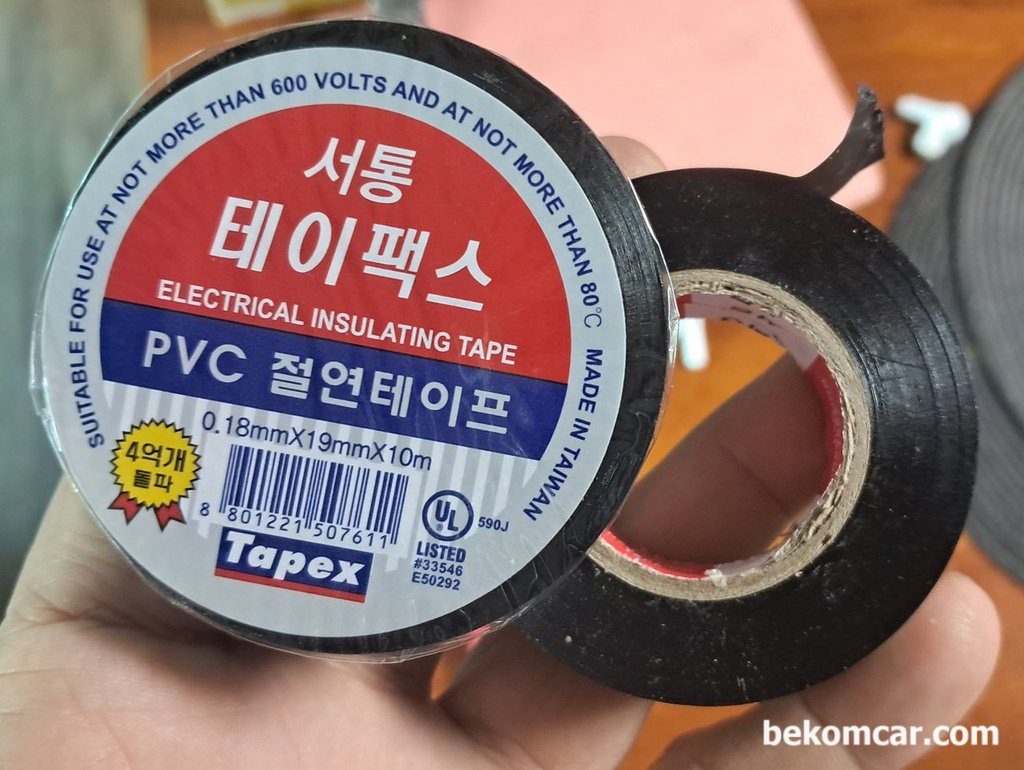 SUITABLE FOR USE AT NOT MORE THAN 600 VOLTS AND AT NOT MORE THAN 80℃ MADE IN TAIWAN
서통
테이팩스
ELECTRICAL INSULATING TAPE
PVC 절연테이프
0.18mmX19mmX10m
4억개
돌파
8 801221 507611
UL
590J
LISTED
#33546
E50292
Tapex
bekomcar.com